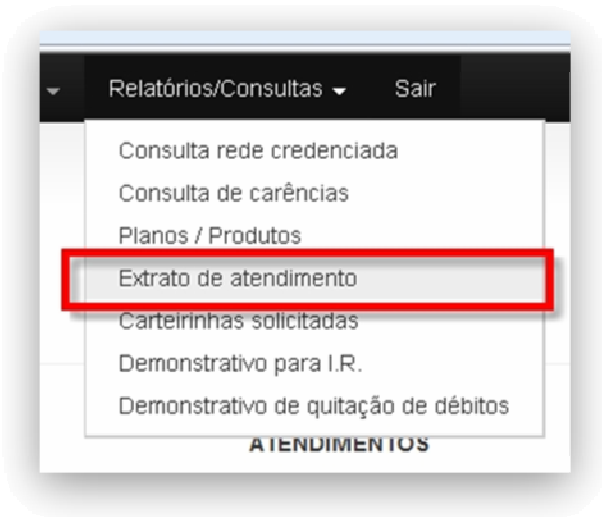 Relatórios/Consultas Sair
Consulta rede credenciada
Consulta de carências
Planos / Produtos
Extrato de atendimento
Carteirinhas solicitadas
Demonstrativo para I.R.
Demonstrativo de quitação de débitos
ATENDIMENTOS